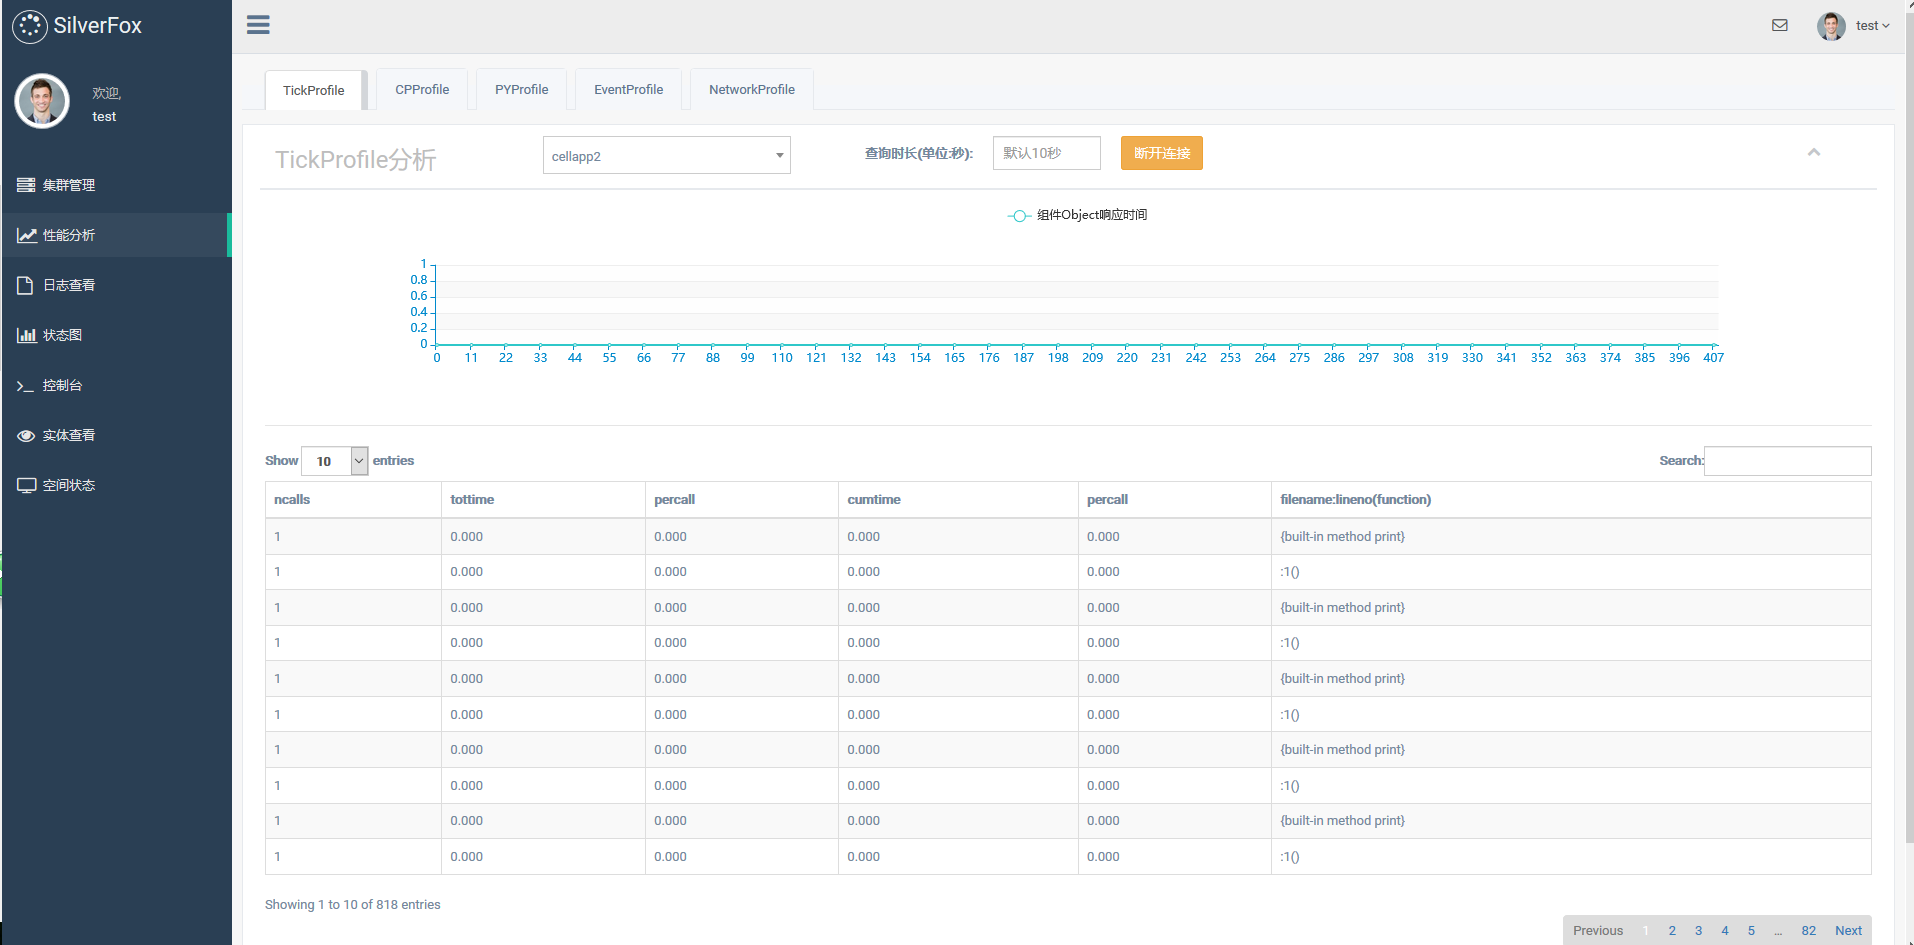 SilverFox
test
欢迎,
test
集群管理
性能分析
日志查看
状态图
控制台
实体查看
空间状态
TickProfile CPProfile PYProfile EventProfile NetworkProfile
TickProfile分析 cellapp2 查询时长(单位:秒): 默认10秒 断开连接
组件Object响应时间
1
0.8
0.6
0.4
0.2
0
0 11 22 33 44 55 66 77 88 99 110 121 132 143 154 165 176 187 198 209 220 231 242 253 264 275 286 297 308 319 330 341 352 363 374 385 396 407
Show 10 entries Search:
ncalls tottime percall cumtime percall filename:lineno(function)
1 0.000 0.000 0.000 0.000 {built-in method print}
1 0.000 0.000 0.000 0.000 :1()
1 0.000 0.000 0.000 0.000 {built-in method print}
1 0.000 0.000 0.000 0.000 :1()
1 0.000 0.000 0.000 0.000 {built-in method print}
1 0.000 0.000 0.000 0.000 :1()
1 0.000 0.000 0.000 0.000 {built-in method print}
1 0.000 0.000 0.000 0.000 :1()
1 0.000 0.000 0.000 0.000 {built-in method print}
1 0.000 0.000 0.000 0.000 :1()
Showing 1 to 10 of 818 entries
Previous 1 2 3 4 5 … 82 Next